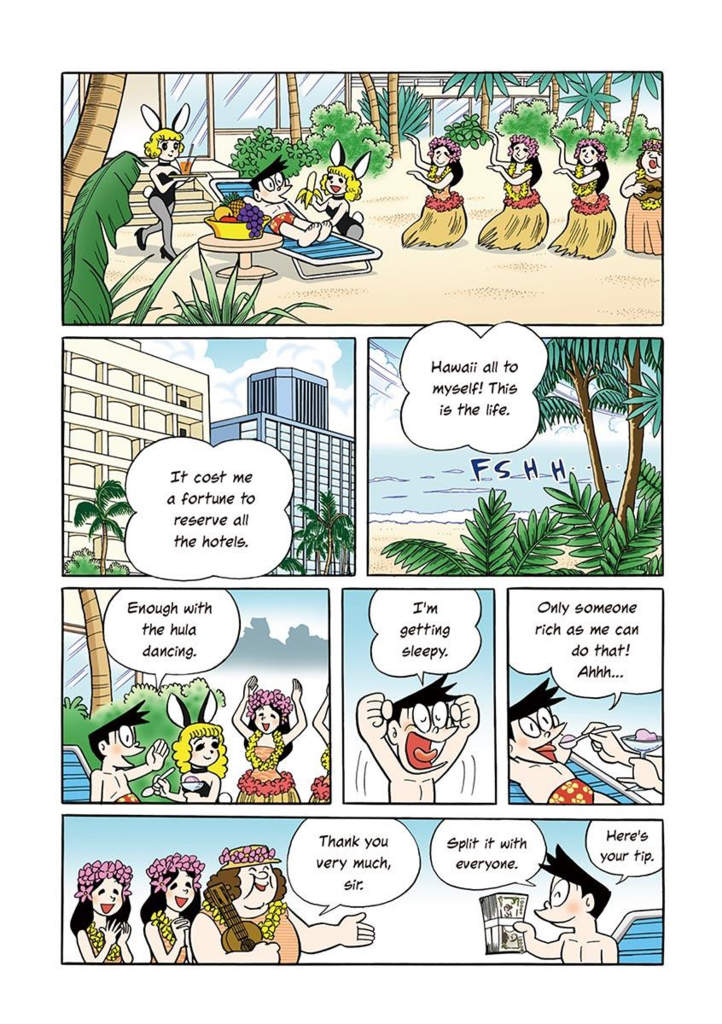 Hawaii all to
myself! This
is the life.
FSHH......
It cost me
a fortune to
reserve all
the hotels.
Only someone
rich as me can
do that!
Ahhh...
I'm
getting
sleepy.
Enough with
the hula
dancing.
Here's
your tip.
Split it with
everyone.
Thank you
very much,
sir.